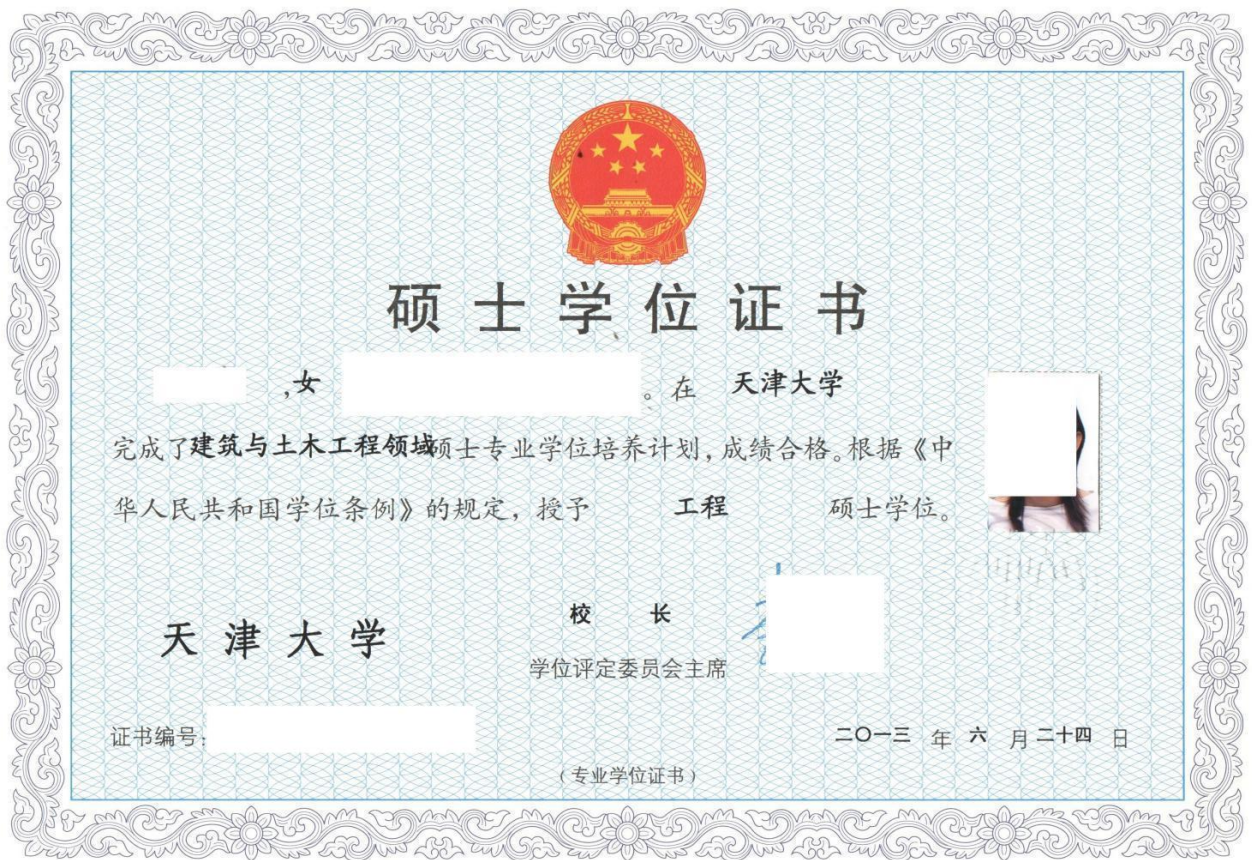 硕士学位证书
,女 。在 天津大学
完成了建筑与土木工程领域硕士专业学位培养计划,成绩合格。根据《中
华人民共和国学位条例》的规定,授予 工程 硕士学位。
天津大学
校 长
学位评定委员会主席
证书编号:
二〇一三 年 六 月 二十四 日
(专业学位证书)